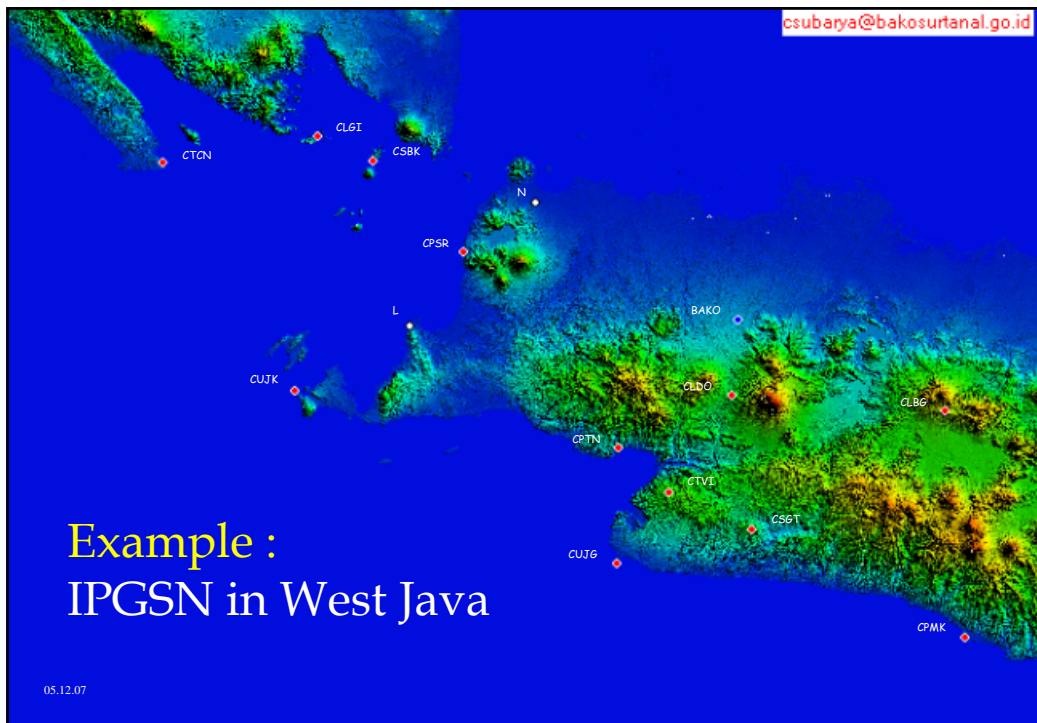 csubarya@bakosurtanal.go.id
CLGI
CSBK
CTCN
N
CPSR
L
BAKO
CUJK
CLDO
CLBG
CPTN
CTVI
CSGT
CUJG
CPMK
Example :
IPGSN in West Java
05.12.07